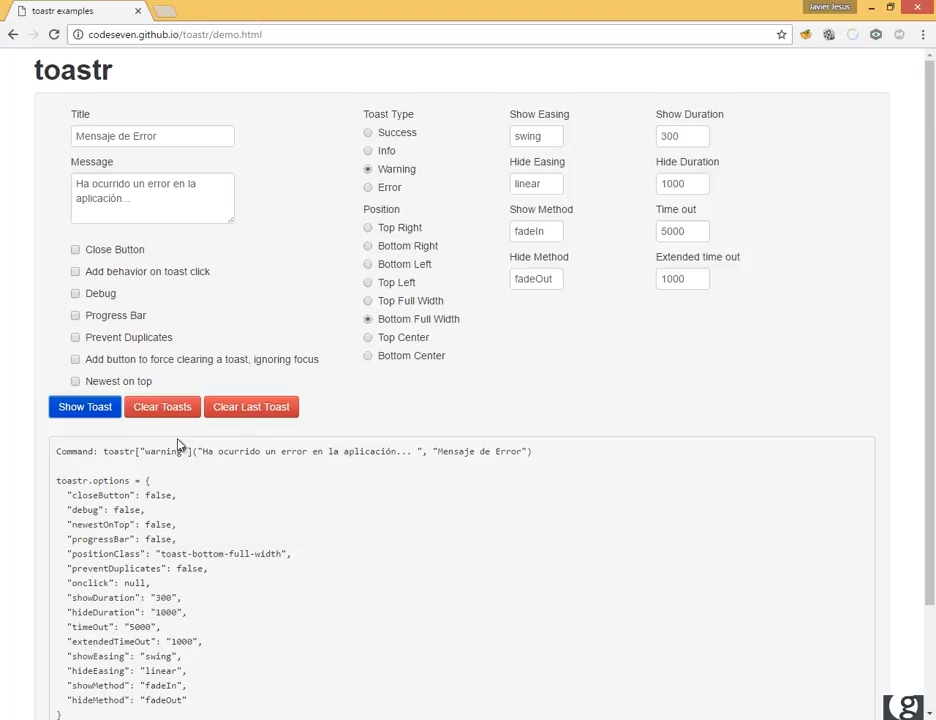 toastr examples
Javier Jesus
codeseven.github.io/toastr/demo.html
toastr
Title
Mensaje de Error
Message
Ha ocurrido un error en la
aplicación...
Close Button
Add behavior on toast click
Debug
Progress Bar
Prevent Duplicates
Add button to force clearing a toast, ignoring focus
Newest on top
Toast Type
Success
Info
Warning
Error
Position
Top Right
Bottom Right
Bottom Left
Top Left
Top Full Width
Bottom Full Width
Top Center
Bottom Center
Show Easing
swing
Hide Easing
linear
Show Method
fadeIn
Hide Method
fadeOut
Show Duration
300
Hide Duration
1000
Time out
5000
Extended time out
1000
Show Toast
Clear Toasts
Clear Last Toast
Command: toastr["warning"]("Ha ocurrido un error en la aplicación... ", "Mensaje de Error")
toastr.options = {
"closeButton": false,
"debug": false,
"newestOnTop": false,
"progressBar": false,
"positionClass": "toast-bottom-full-width",
"preventDuplicates": false,
"onclick": null,
"showDuration": "300",
"hideDuration": "1000",
"timeOut": "5000",
"extendedTimeOut": "1000",
"showEasing": "swing",
"hideEasing": "linear",
"showMethod": "fadeIn",
"hideMethod": "fadeOut"
}
g